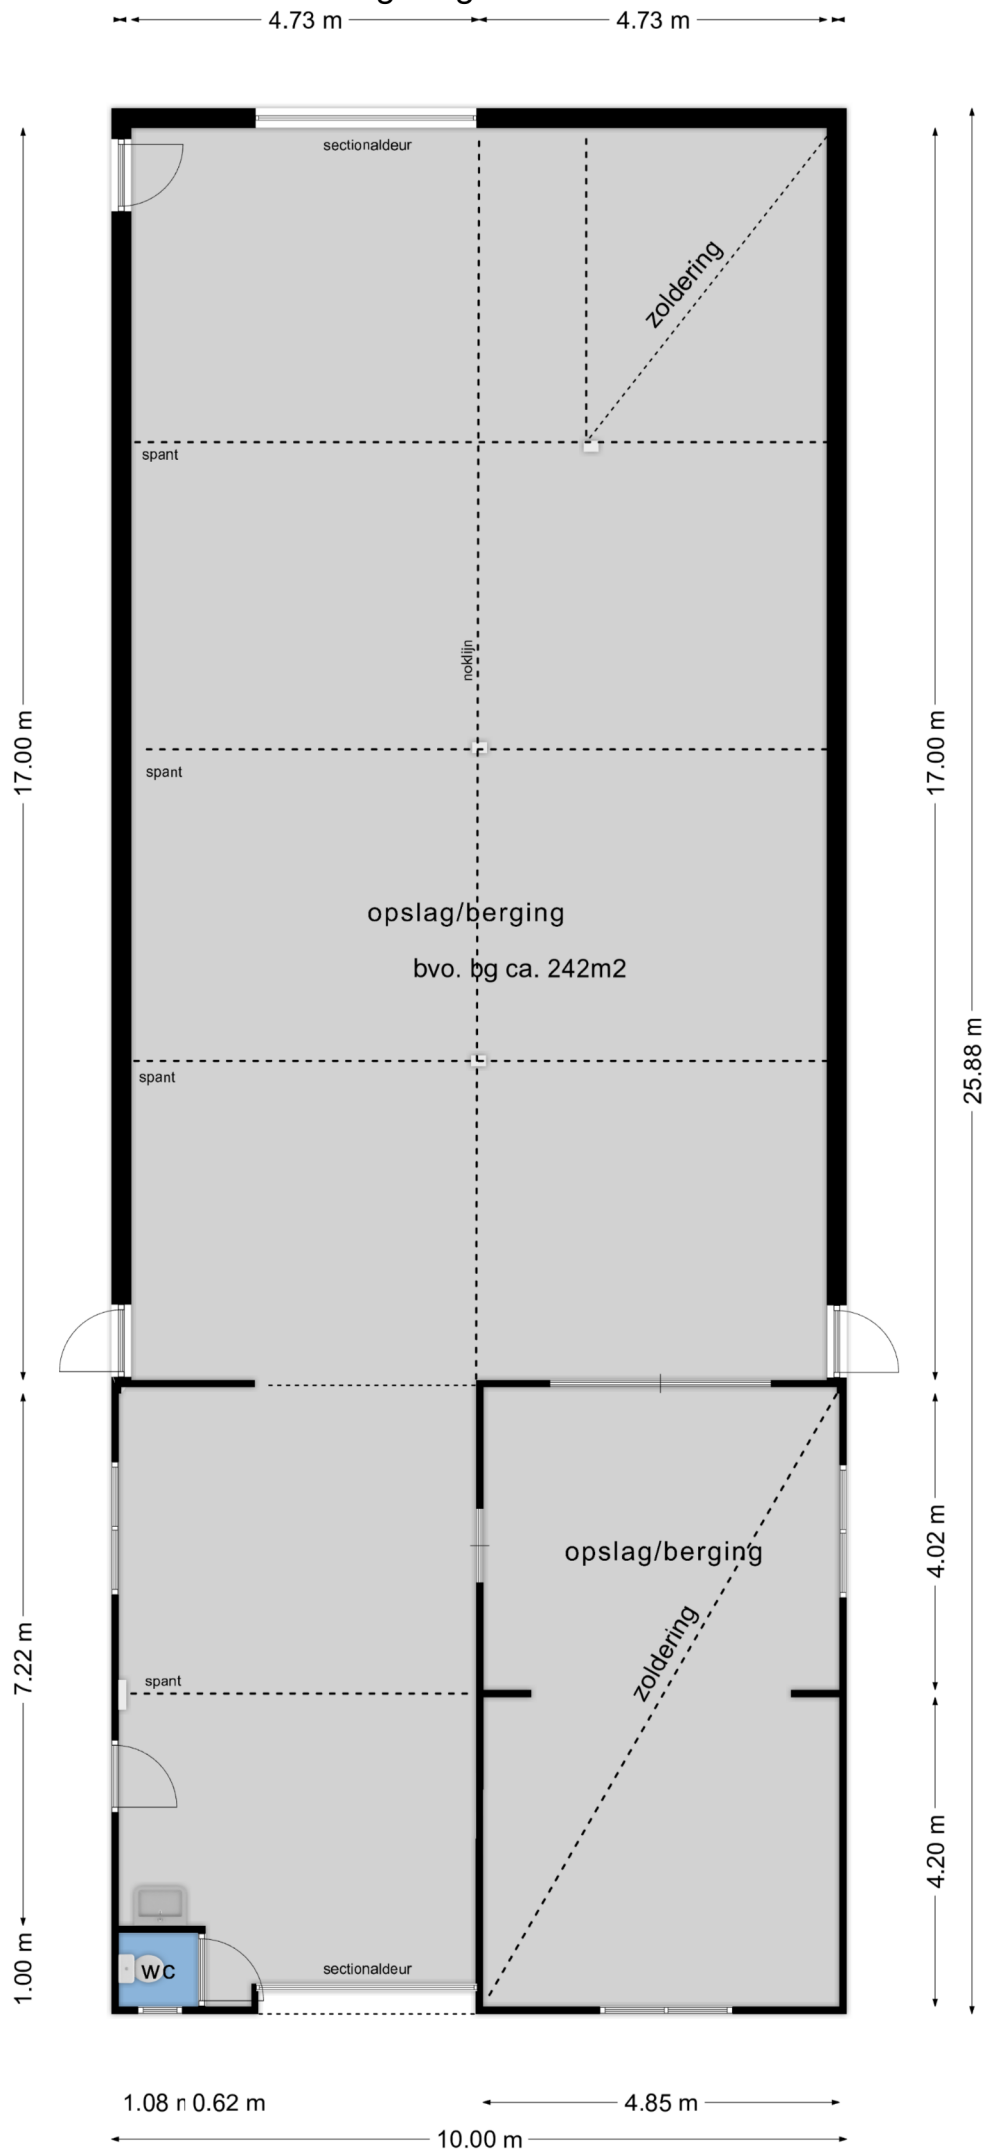 4.73 m
4.73 m
sectionaldeur
zoldering
spant
noklijn
17.00 m
17.00 m
spant
opslag/berging
bvo. bg ca. 242m2
25.88 m
spant
opslag/berging
4.02 m
zoldering
7.22 m
spant
4.20 m
1.00 m
wc
sectionaldeur
1.08
0.62 m
4.85 m
10.00 m